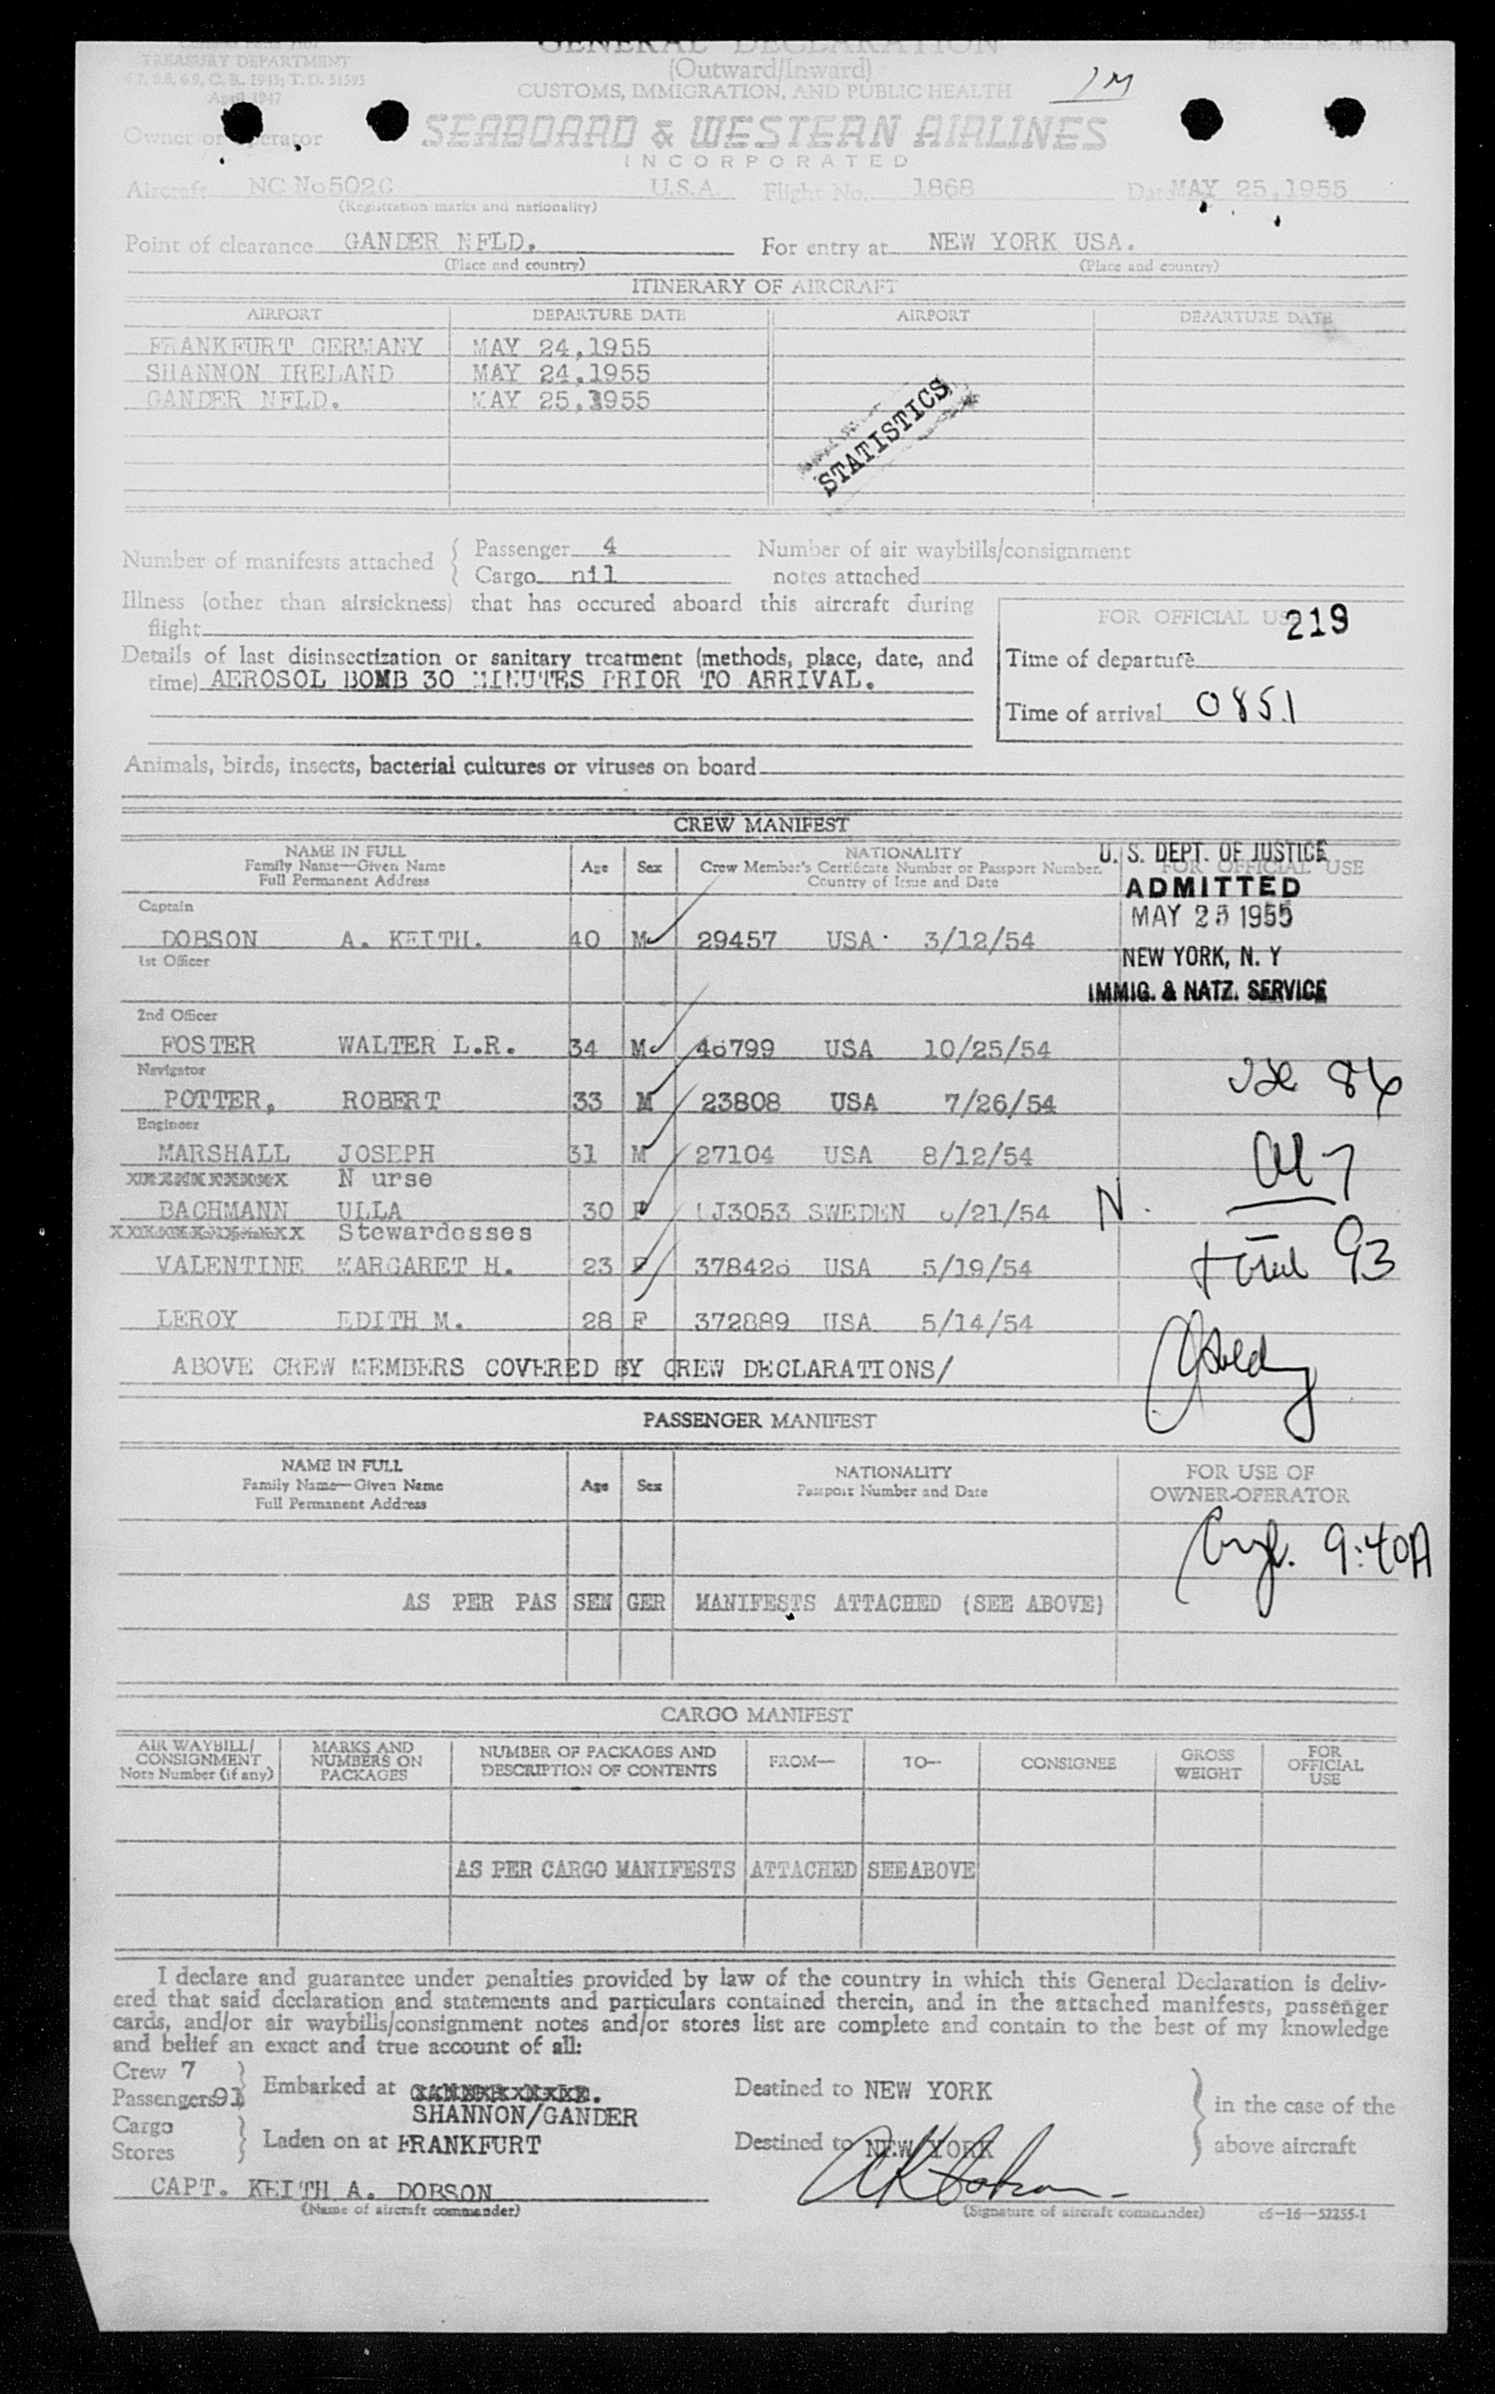 GENERAL DECLARATION
TREASURY DEPARTMENT
(Outward/Inward)
April 1947
CUSTOMS, IMMIGRATION, AND PUBLIC HEALTH
Owner or Operator
SEABOARD & WESTERN AIRLINES
INCORPORATED
Aircraft NC No502C U.S.A. Flight No. 1868 Date MAY 25,1955
(Registration marks and nationality)
Point of clearance GANDER NFLD. For entry at NEW YORK USA.
(Place and country) (Place and country)
ITINERARY OF AIRCRAFT
AIRPORT DEPARTURE DATE AIRPORT DEPARTURE DATE
FRANKFURT GERMANY MAY 24,1955
SHANNON IRELAND MAY 24,1955
GANDER NFLD. MAY 25,1955
STATISTICS
Number of manifests attached { Passenger 4 Number of air waybills/consignment
Cargo nil notes attached
Illness (other than airsickness) that has occured aboard this aircraft during
flight
FOR OFFICIAL USE 219
Details of last disinsectization or sanitary treatment (methods, place, date, and
time) AEROSOL BOMB 30 MINUTES PRIOR TO ARRIVAL.
Time of departure
Time of arrival 0851
Animals, birds, insects, bacterial cultures or viruses on board
CREW MANIFEST
NAME IN FULL
Family Name—Given Name
Full Permanent Address
Age
Sex
NATIONALITY
Crew Member's Certificate Number or Passport Number.
Country of Issue and Date
FOR OFFICIAL USE
U. S. DEPT. OF JUSTICE
ADMITTED
MAY 25 1955
NEW YORK, N. Y
IMMIG. & NATZ. SERVICE
Captain
DOBSON A. KEITH. 40 M 29457 USA 3/12/54
1st Officer
2nd Officer
FOSTER WALTER L.R. 34 M 46799 USA 10/25/54
Navigator
POTTER, ROBERT 33 M 23808 USA 7/26/54
86
Engineer
MARSHALL JOSEPH 31 M 27104 USA 8/12/54
7
N urse
BACHMANN ULLA 30 F SWEDEN /21/54 N.
Stewardesses
VALENTINE MARGARET H. 23 F 378426 USA 5/19/54
Total 93
LEROY EDITH M. 28 F 372889 USA 5/14/54
ABOVE CREW MEMBERS COVERED BY CREW DECLARATIONS/
PASSENGER MANIFEST
NAME IN FULL
Family Name—Given Name
Full Permanent Address
Age
Sex
NATIONALITY
Passport Number and Date
FOR USE OF
OWNER-OPERATOR
9:40A
AS PER PAS SEN GER MANIFESTS ATTACHED (SEE ABOVE)
CARGO MANIFEST
AIR WAYBILL/
CONSIGNMENT
Note Number (if any)
MARKS AND
NUMBERS ON
PACKAGES
NUMBER OF PACKAGES AND
DESCRIPTION OF CONTENTS
FROM—
TO—
CONSIGNEE
GROSS
WEIGHT
FOR
OFFICIAL
USE
AS PER CARGO MANIFESTS ATTACHED SEEABOVE
I declare and guarantee under penalties provided by law of the country in which this General Declaration is deliv-
ered that said declaration and statements and particulars contained therein, and in the attached manifests, passenger
cards, and/or air waybills/consignment notes and/or stores list are complete and contain to the best of my knowledge
and belief an exact and true account of all:
Crew 7
Passengers
Embarked at
SHANNON/GANDER
Destined to NEW YORK
in the case of the
Cargo
Stores
Laden on at FRANKFURT
Destined to NEW YORK
above aircraft
CAPT. KEITH A. DOBSON
(Name of aircraft commander)
AKDobson
(Signature of aircraft commander)
c6—16—52255-1